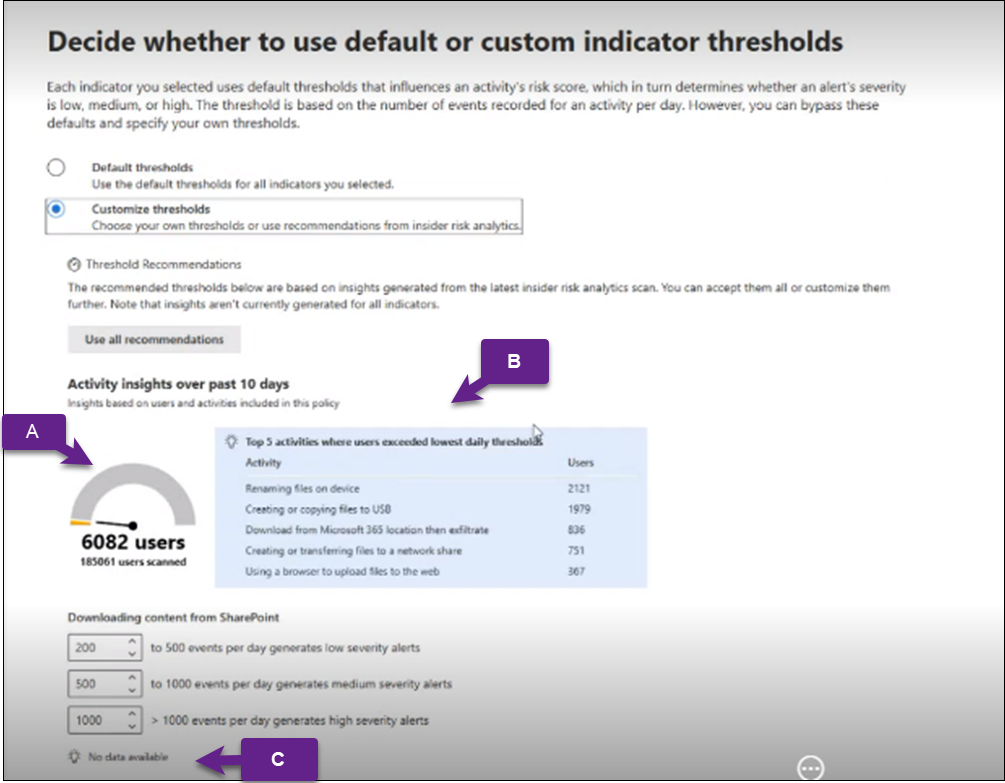 Decide whether to use default or custom indicator thresholds
Each indicator you selected uses default thresholds that influences an activity's risk score, which in turn determines whether an alert's severity
is low, medium, or high. The threshold is based on the number of events recorded for an activity per day. However, you can bypass these
defaults and specify your own thresholds.
Default thresholds
Use the default thresholds for all indicators you selected.
Customize thresholds
Choose your own thresholds or use recommendations from insider risk analytics.
Threshold Recommendations
The recommended thresholds below are based on insights generated from the latest insider risk analytics scan. You can accept them all or customize them
further. Note that insights aren't currently generated for all indicators.
Use all recommendations
B
Activity insights over past 10 days
Insights based on users and activities included in this policy
A
Top 5 activities where users exceeded lowest daily thresholds
Activity Users
Renaming files on device 2121
Creating or copying files to USB 1979
Download from Microsoft 365 location then exfiltrate 836
Creating or transferring files to a network share 751
Using a browser to upload files to the web 367
6082 users
185061 users scanned
Downloading content from SharePoint
200 to 500 events per day generates low severity alerts
500 to 1000 events per day generates medium severity alerts
1000 > 1000 events per day generates high severity alerts
No data available
C